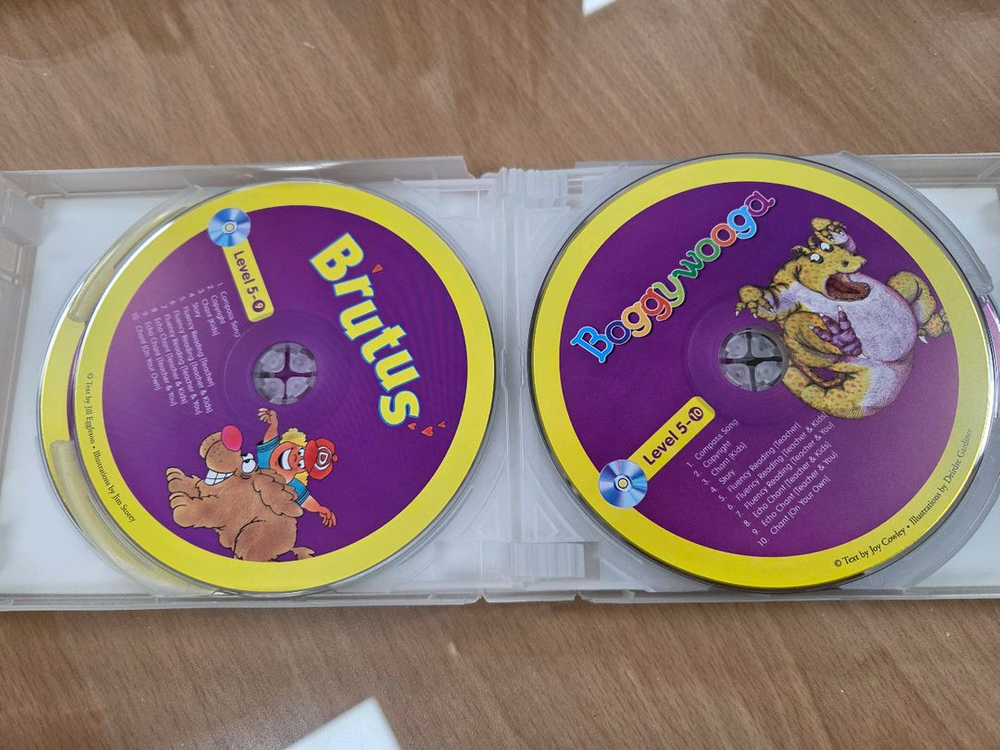 Brutus
Level 5-9
1. Compass Song
2. Copyright
3. Chant (Kids)
4. Story
5. Fluency Reading (Teacher)
6. Fluency Reading (Teacher & Kids)
7. Fluency Reading (Teacher & You)
8. Echo Chant (Teacher & Kids)
9. Echo Chant (Teacher & You)
10. Chant (On Your Own)
© Text by Jill Eggleton • Illustrations by Jim Storey
Baggywooga
Level 5-10
1. Compass Song
2. Copyright
3. Chant (Kids)
4. Story
5. Fluency Reading (Teacher)
6. Fluency Reading (Teacher & Kids)
7. Fluency Reading (Teacher & You)
8. Echo Chant (Teacher & Kids)
9. Echo Chant (Teacher & You)
10. Chant (On Your Own)
© Text by Joy Cowley • Illustrations by Deirdre Gardiner